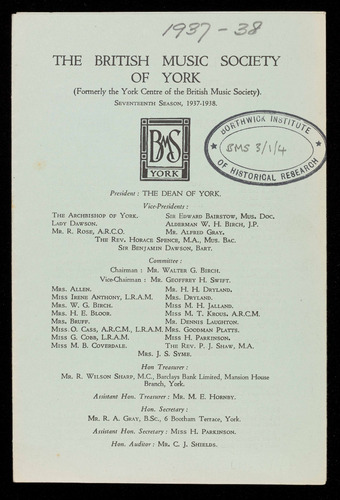 1937-38
THE BRITISH MUSIC SOCIETY
OF YORK
(Formerly the York Centre of the British Music Society).
SEVENTEENTH SEASON, 1937-1938.
BMS
YORK
BORTHWICK INSTITUTE
BMS 3/1/4
OF HISTORICAL RESEARCH
President: THE DEAN OF YORK.
Vice-Presidents:
THE ARCHBISHOP OF YORK. SIR EDWARD BAIRSTOW, MUS. DOC.
LADY DAWSON. ALDERMAN W. H. BIRCH, J.P.
MR. R. ROSE, A.R.C.O. MR. ALFRED GRAY.
THE REV. HORACE SPENCE, M.A., MUS. BAC.
SIR BENJAMIN DAWSON, BART.
Committee:
Chairman: MR. WALTER G. BIRCH.
Vice-Chairman: MR. GEOFFREY H. SWIFT.
MRS. ALLEN. MR. H. H. DRYLAND.
MISS IRENE ANTHONY, L.R.A.M. MRS. DRYLAND.
MRS. W. G. BIRCH. MISS M. H. JALLAND.
MRS. H. E. BLOOR. MISS M. T. KROUS, A.R.C.M.
MRS. BRUFF. MR. DENNIS LAUGHTON.
MISS O. CASS, A.R.C.M., L.R.A.M. MRS. GOODMAN PLATTS.
MISS G. COBB, L.R.A.M. MISS H. PARKINSON.
MISS M. B. COVERDALE. THE REV. P. J. SHAW, M.A.
MRS. J. S. SYME.
Hon Treasurer:
MR. R. WILSON SHARP, M.C., Barclays Bank Limited, Mansion House
Branch, York.
Assistant Hon. Treasurer: MR. M. E. HORNBY.
Hon. Secretary:
MR. R. A. GRAY, B.SC., 6 Bootham Terrace, York.
Assistant Hon. Secretary: MISS H. PARKINSON.
Hon. Auditor: MR. C. J. SHIELDS.